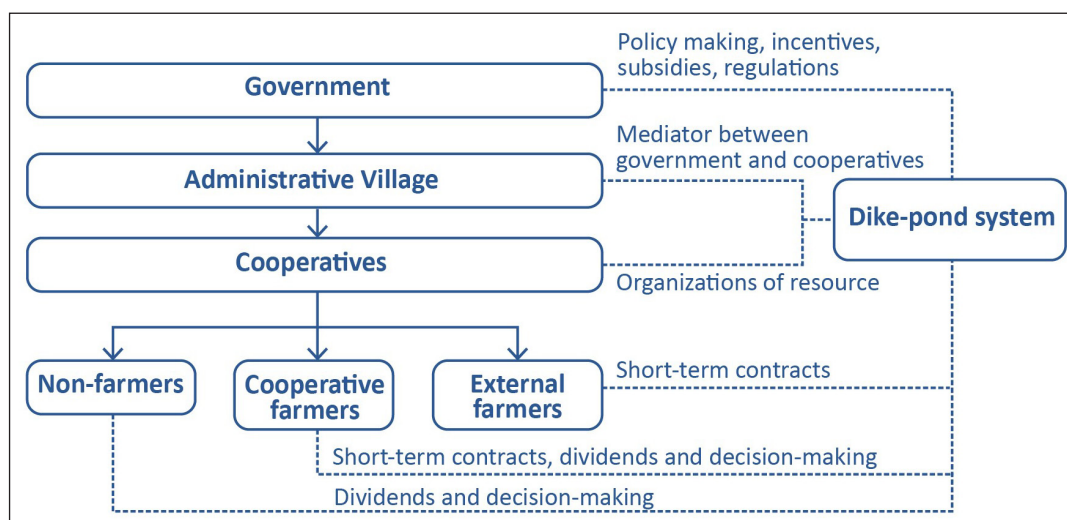 Policy making, incentives,
subsidies, regulations
Government
Mediator between
government and cooperatives
Administrative Village
Dike-pond system
Cooperatives
Organizations of resource
Non-farmers
Cooperative
farmers
External
farmers
Short-term contracts
Short-term contracts, dividends and decision-making
Dividends and decision-making